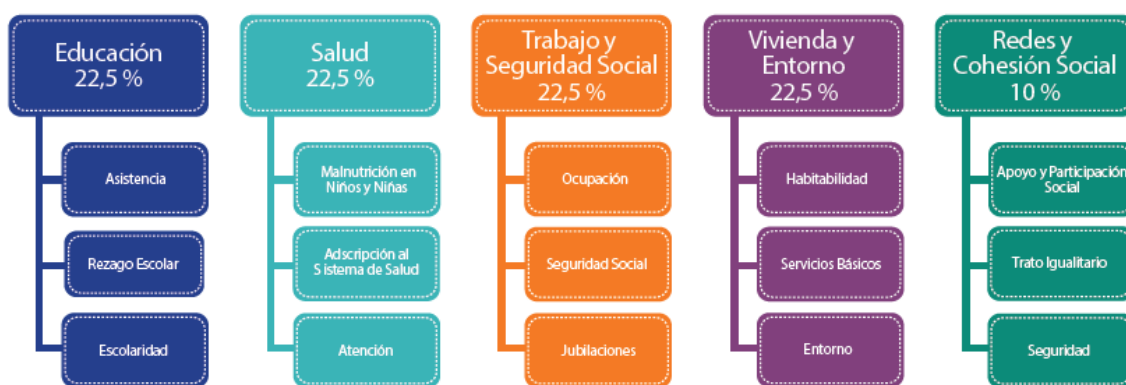 Educación
22,5 %
Asistencia
Rezago Escolar
Escolaridad
Salud
22,5 %
Malnutrición en
Niños y Niñas
Adscripción al
Sistema de Salud
Atención
Trabajo y
Seguridad Social
22,5 %
Ocupación
Seguridad Social
Jubilaciones
Vivienda y
Entorno
22,5 %
Habitabilidad
Servicios Básicos
Entorno
Redes y
Cohesión Social
10 %
Apoyo y Participación
Social
Trato Igualitario
Seguridad